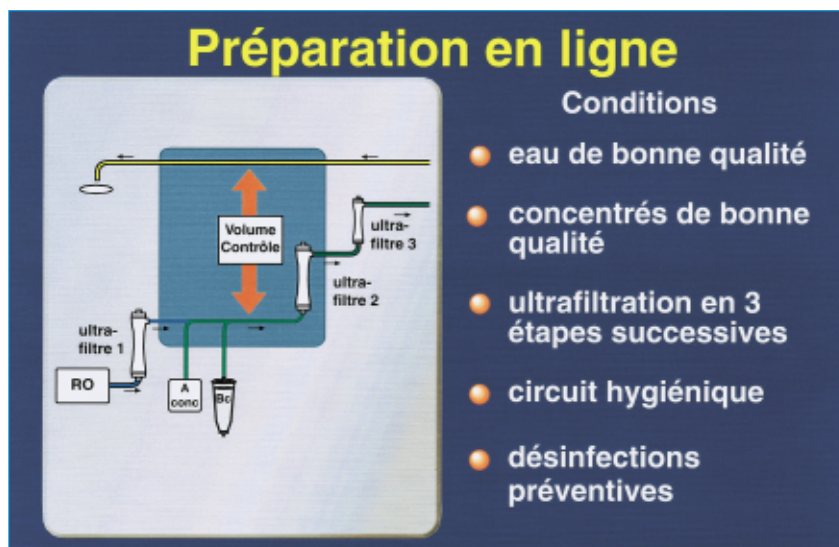 Préparation en ligne
Volume
Contrôle
ultra-
filtre 3
ultra-
filtre 2
ultra-
filtre 1
RO
A
conc
Bc
Conditions
eau de bonne qualité
concentrés de bonne
qualité
ultrafiltration en 3
étapes successives
circuit hygiénique
désinfections
préventives